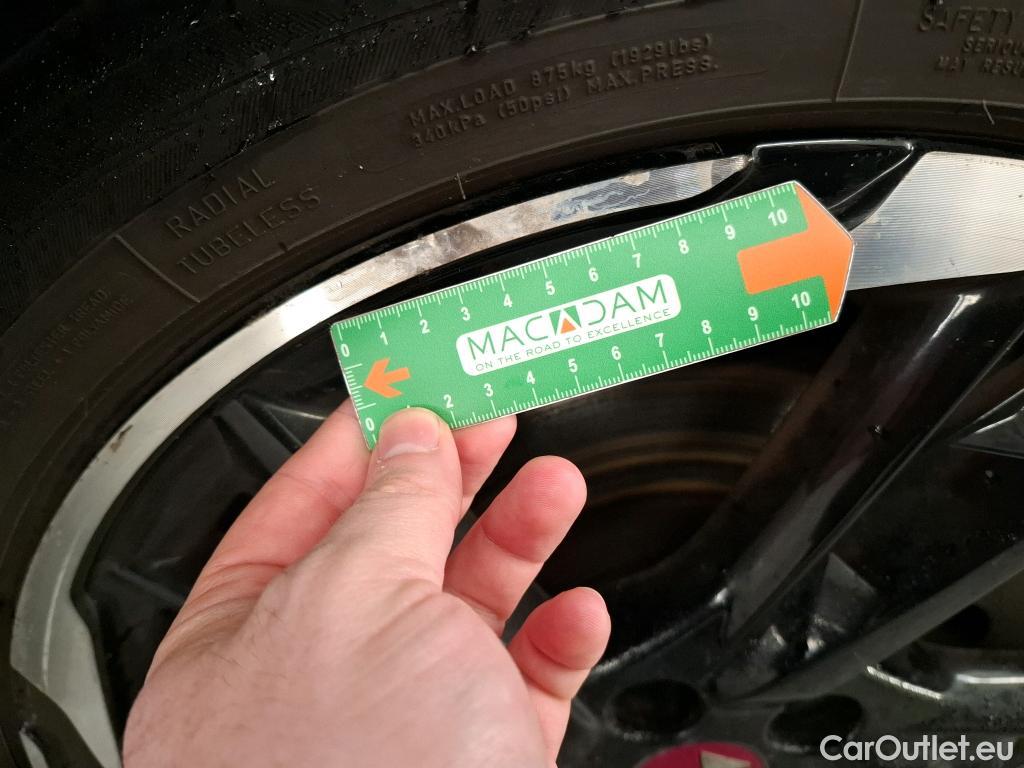 SAFETY
SERIOU
MAY RESU
MAX.LOAD 875kg (1929lbs)
340kPa (50psi) MAX.PRESS.
RADIAL
TUBELESS
0 1 2 3 4 5 6 7 8 9 10
MACADAM
ON THE ROAD TO EXCELLENCE
0 2 3 4 5 6 7 8 9 10
CarOutlet.eu